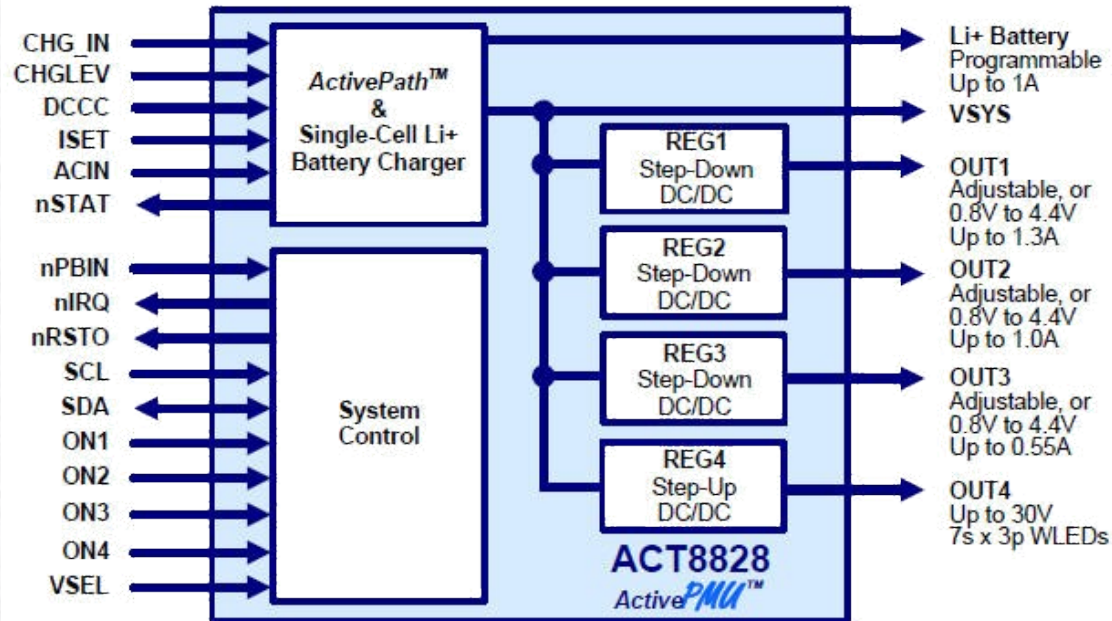 CHG_IN
CHGLEV
DCCC
ISET
ACIN
nSTAT
ActivePath™
&
Single-Cell Li+
Battery Charger
Li+ Battery
Programmable
Up to 1A
VSYS
nPBIN
nIRQ
nRSTO
SCL
SDA
ON1
ON2
ON3
ON4
VSEL
System
Control
REG1
Step-Down
DC/DC
OUT1
Adjustable, or
0.8V to 4.4V
Up to 1.3A
REG2
Step-Down
DC/DC
OUT2
Adjustable, or
0.8V to 4.4V
Up to 1.0A
REG3
Step-Down
DC/DC
OUT3
Adjustable, or
0.8V to 4.4V
Up to 0.55A
REG4
Step-Up
DC/DC
OUT4
Up to 30V
7s x 3p WLEDs
ACT8828
ActivePMU™